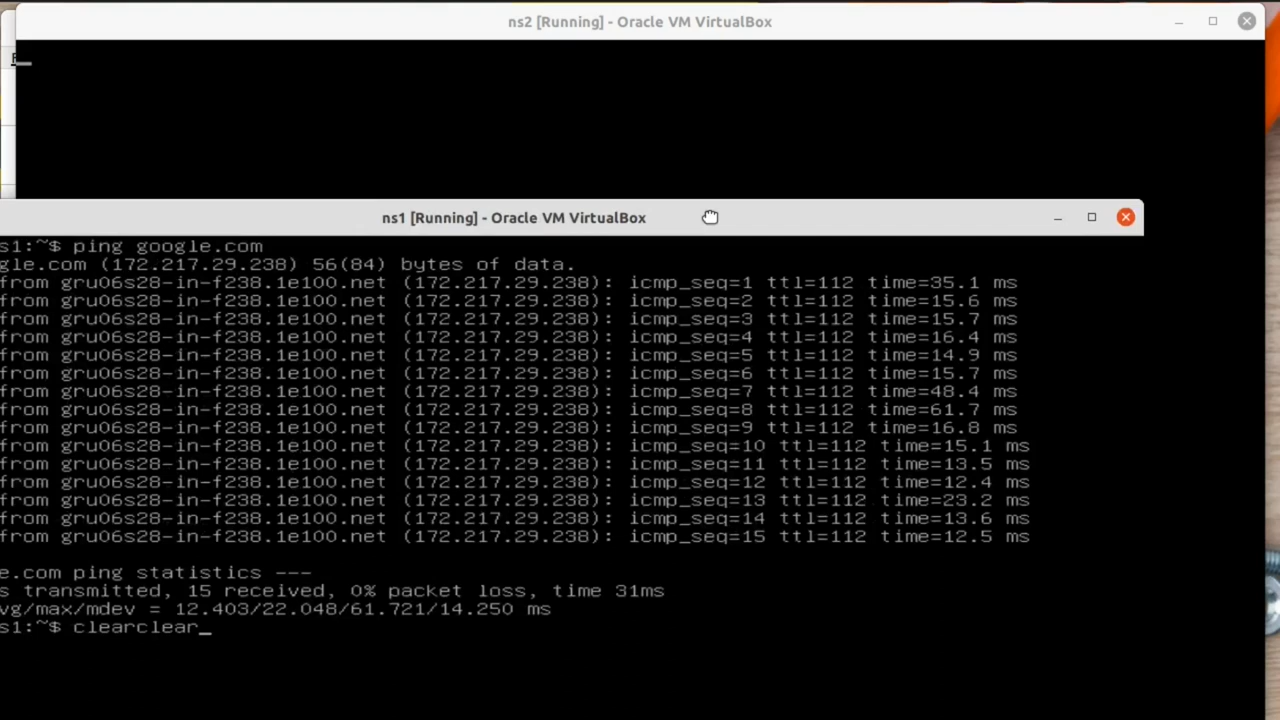 ns2 [Running] - Oracle VM VirtualBox
ns1 [Running] - Oracle VM VirtualBox
s1:~$ ping google.com
gle.com (172.217.29.238) 56(84) bytes of data.
from gru06s28-in-f238.1e100.net (172.217.29.238): icmp_seq=1 ttl=112 time=35.1 ms
from gru06s28-in-f238.1e100.net (172.217.29.238): icmp_seq=2 ttl=112 time=15.6 ms
from gru06s28-in-f238.1e100.net (172.217.29.238): icmp_seq=3 ttl=112 time=15.7 ms
from gru06s28-in-f238.1e100.net (172.217.29.238): icmp_seq=4 ttl=112 time=16.4 ms
from gru06s28-in-f238.1e100.net (172.217.29.238): icmp_seq=5 ttl=112 time=14.9 ms
from gru06s28-in-f238.1e100.net (172.217.29.238): icmp_seq=6 ttl=112 time=15.7 ms
from gru06s28-in-f238.1e100.net (172.217.29.238): icmp_seq=7 ttl=112 time=48.4 ms
from gru06s28-in-f238.1e100.net (172.217.29.238): icmp_seq=8 ttl=112 time=61.7 ms
from gru06s28-in-f238.1e100.net (172.217.29.238): icmp_seq=9 ttl=112 time=16.8 ms
from gru06s28-in-f238.1e100.net (172.217.29.238): icmp_seq=10 ttl=112 time=15.1 ms
from gru06s28-in-f238.1e100.net (172.217.29.238): icmp_seq=11 ttl=112 time=13.5 ms
from gru06s28-in-f238.1e100.net (172.217.29.238): icmp_seq=12 ttl=112 time=12.4 ms
from gru06s28-in-f238.1e100.net (172.217.29.238): icmp_seq=13 ttl=112 time=23.2 ms
from gru06s28-in-f238.1e100.net (172.217.29.238): icmp_seq=14 ttl=112 time=13.6 ms
from gru06s28-in-f238.1e100.net (172.217.29.238): icmp_seq=15 ttl=112 time=12.5 ms
e.com ping statistics ---
s transmitted, 15 received, 0% packet loss, time 31ms
vg/max/mdev = 12.403/22.048/61.721/14.250 ms
s1:~$ clearclear_